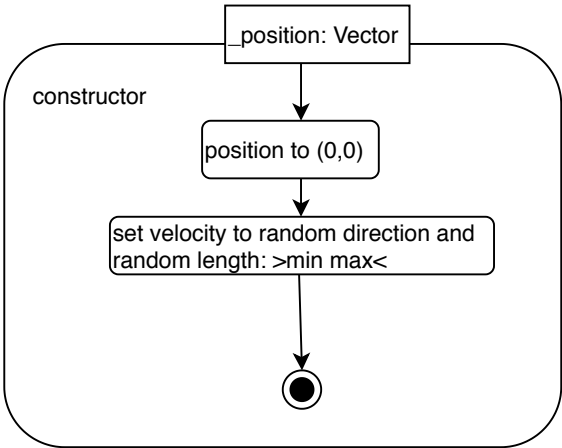 _position: Vector
constructor
position to (0,0)
set velocity to random direction and
random length: >min max<